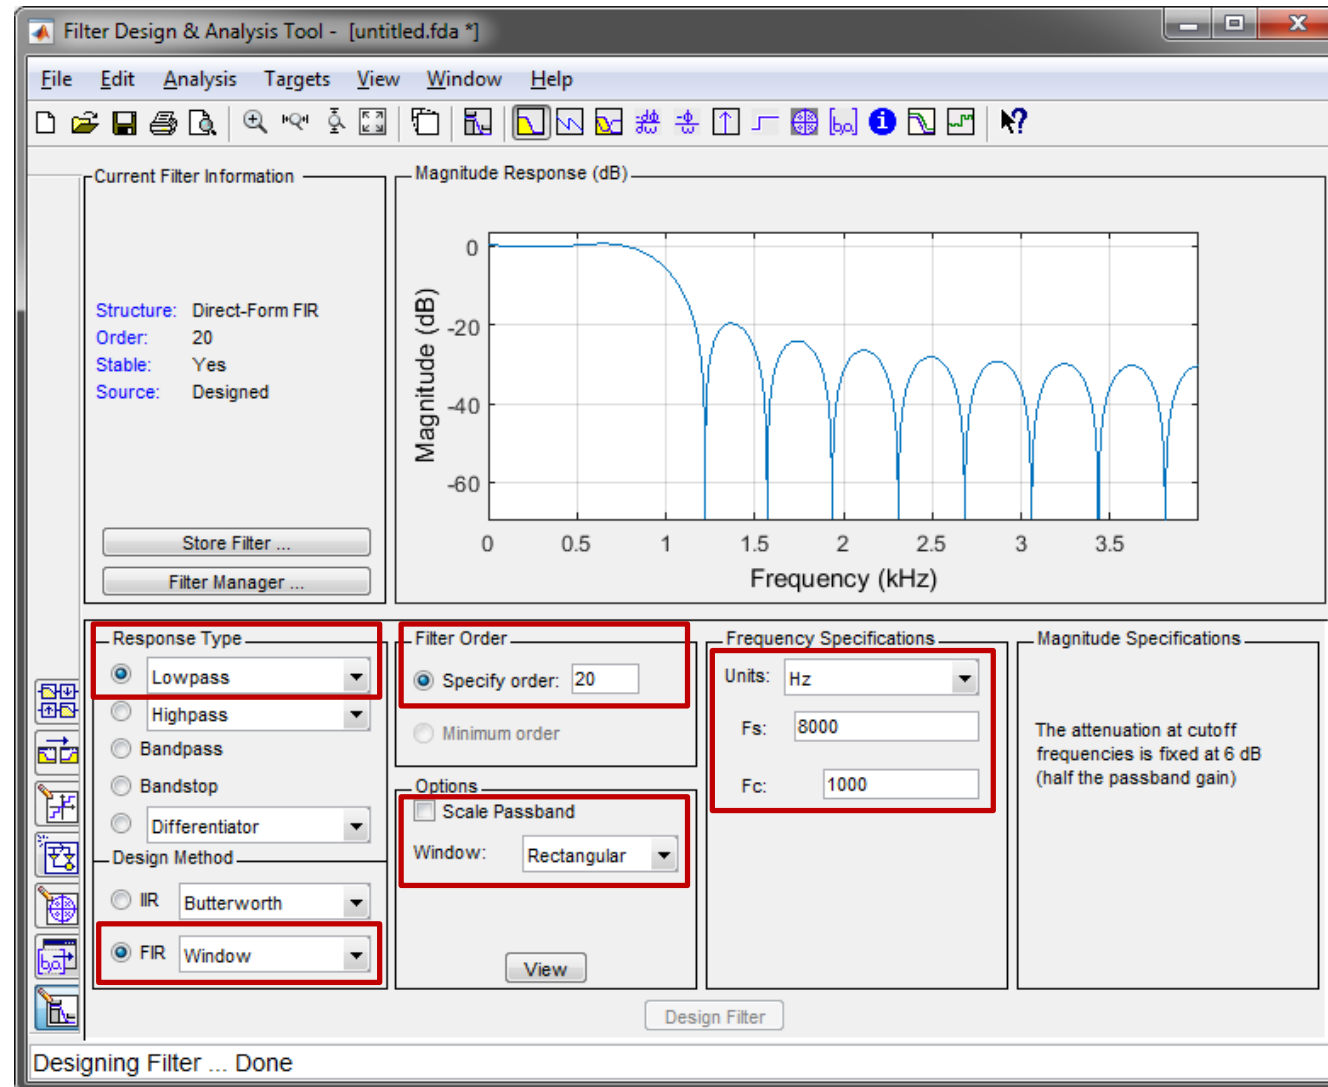 Filter Design & Analysis Tool - [untitled.fda *]
File Edit Analysis Targets View Window Help
Current Filter Information
Structure: Direct-Form FIR
Order: 20
Stable: Yes
Source: Designed
Store Filter ...
Filter Manager ...
Magnitude Response (dB)
Magnitude (dB)
0
-20
-40
-60
0 0.5 1 1.5 2 2.5 3 3.5
Frequency (kHz)
Response Type
Lowpass
Highpass
Bandpass
Bandstop
Differentiator
Design Method
IIR Butterworth
FIR Window
Filter Order
Specify order: 20
Minimum order
Options
Scale Passband
Window: Rectangular
View
Frequency Specifications
Units: Hz
Fs: 8000
Fc: 1000
Magnitude Specifications
The attenuation at cutoff
frequencies is fixed at 6 dB
(half the passband gain)
Design Filter
Designing Filter ... Done